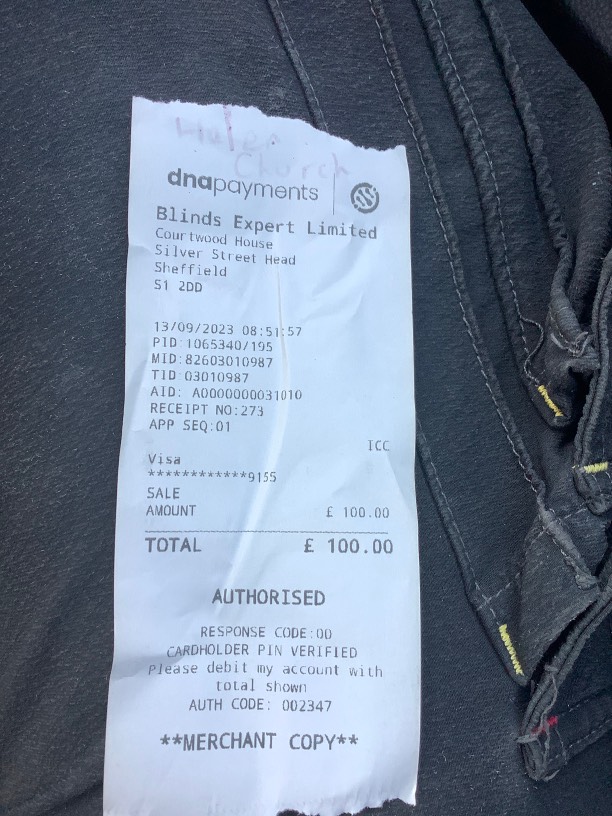 Church
dnapayments
Blinds Expert Limited
Courtwood House
Silver Street Head
Sheffield
S1 2DD
13/09/2023 08:51:57
PID:1065340/195
MID:82603010987
TID:03010987
AID: A0000000031010
RECEIPT NO:273
APP SEQ:01
ICC
Visa
************9155
SALE
AMOUNT £ 100.00
TOTAL £ 100.00
AUTHORISED
RESPONSE CODE:00
CARDHOLDER PIN VERIFIED
Please debit my account with
total shown
AUTH CODE: 002347
**MERCHANT COPY**